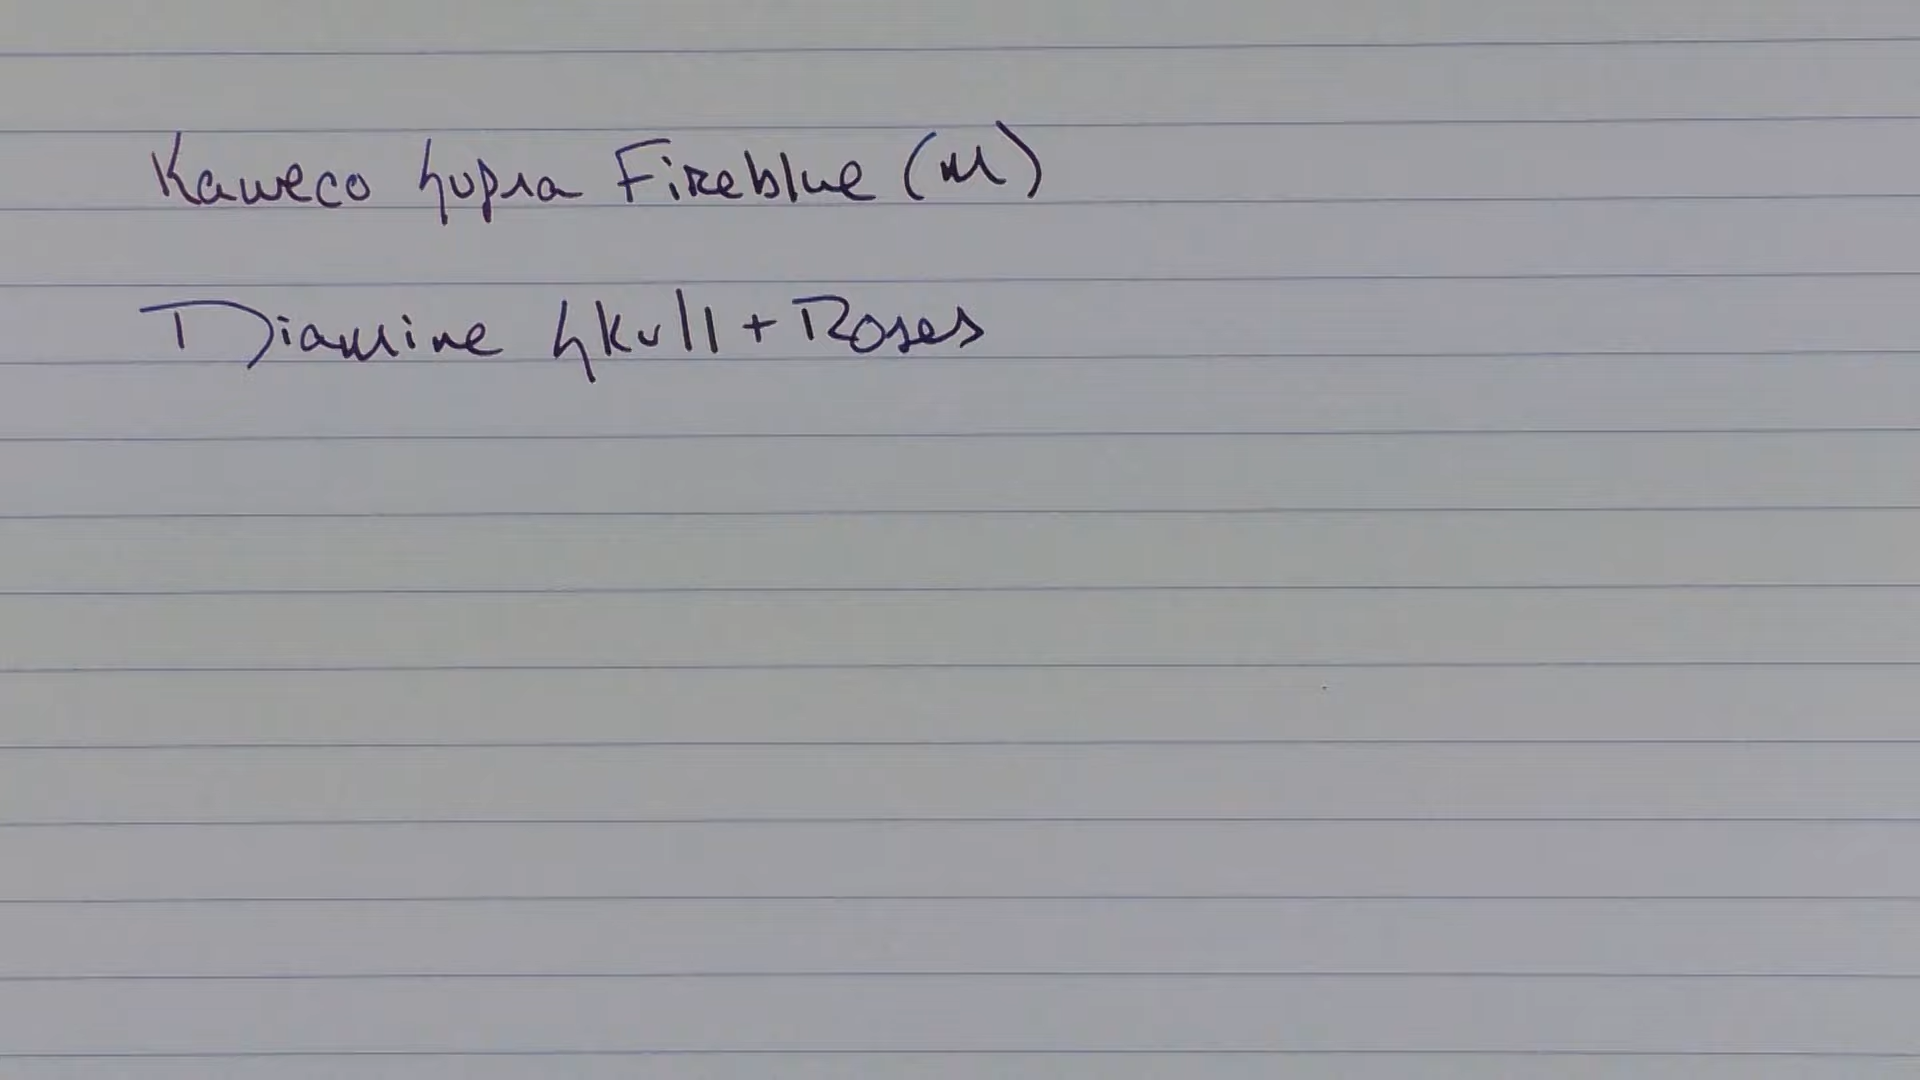 Kaweco Supra Fireblue (M)
Diamine Skull + Roses